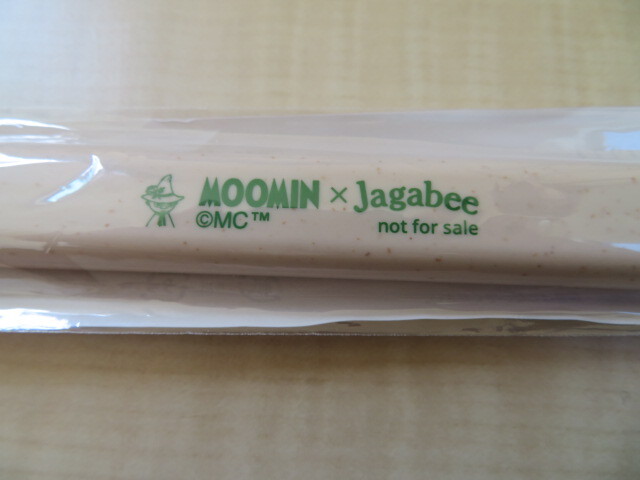 MOOMIN × Jagabee
©MC™
not for sale